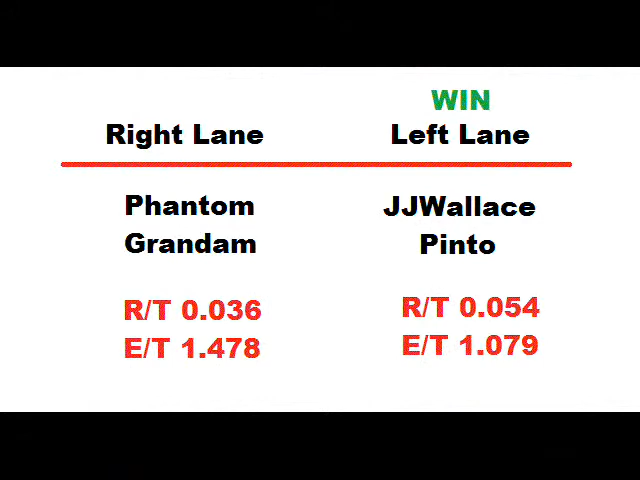 WIN
Right Lane Left Lane
Phantom JJWallace
Grandam Pinto
R/T 0.036 R/T 0.054
E/T 1.478 E/T 1.079